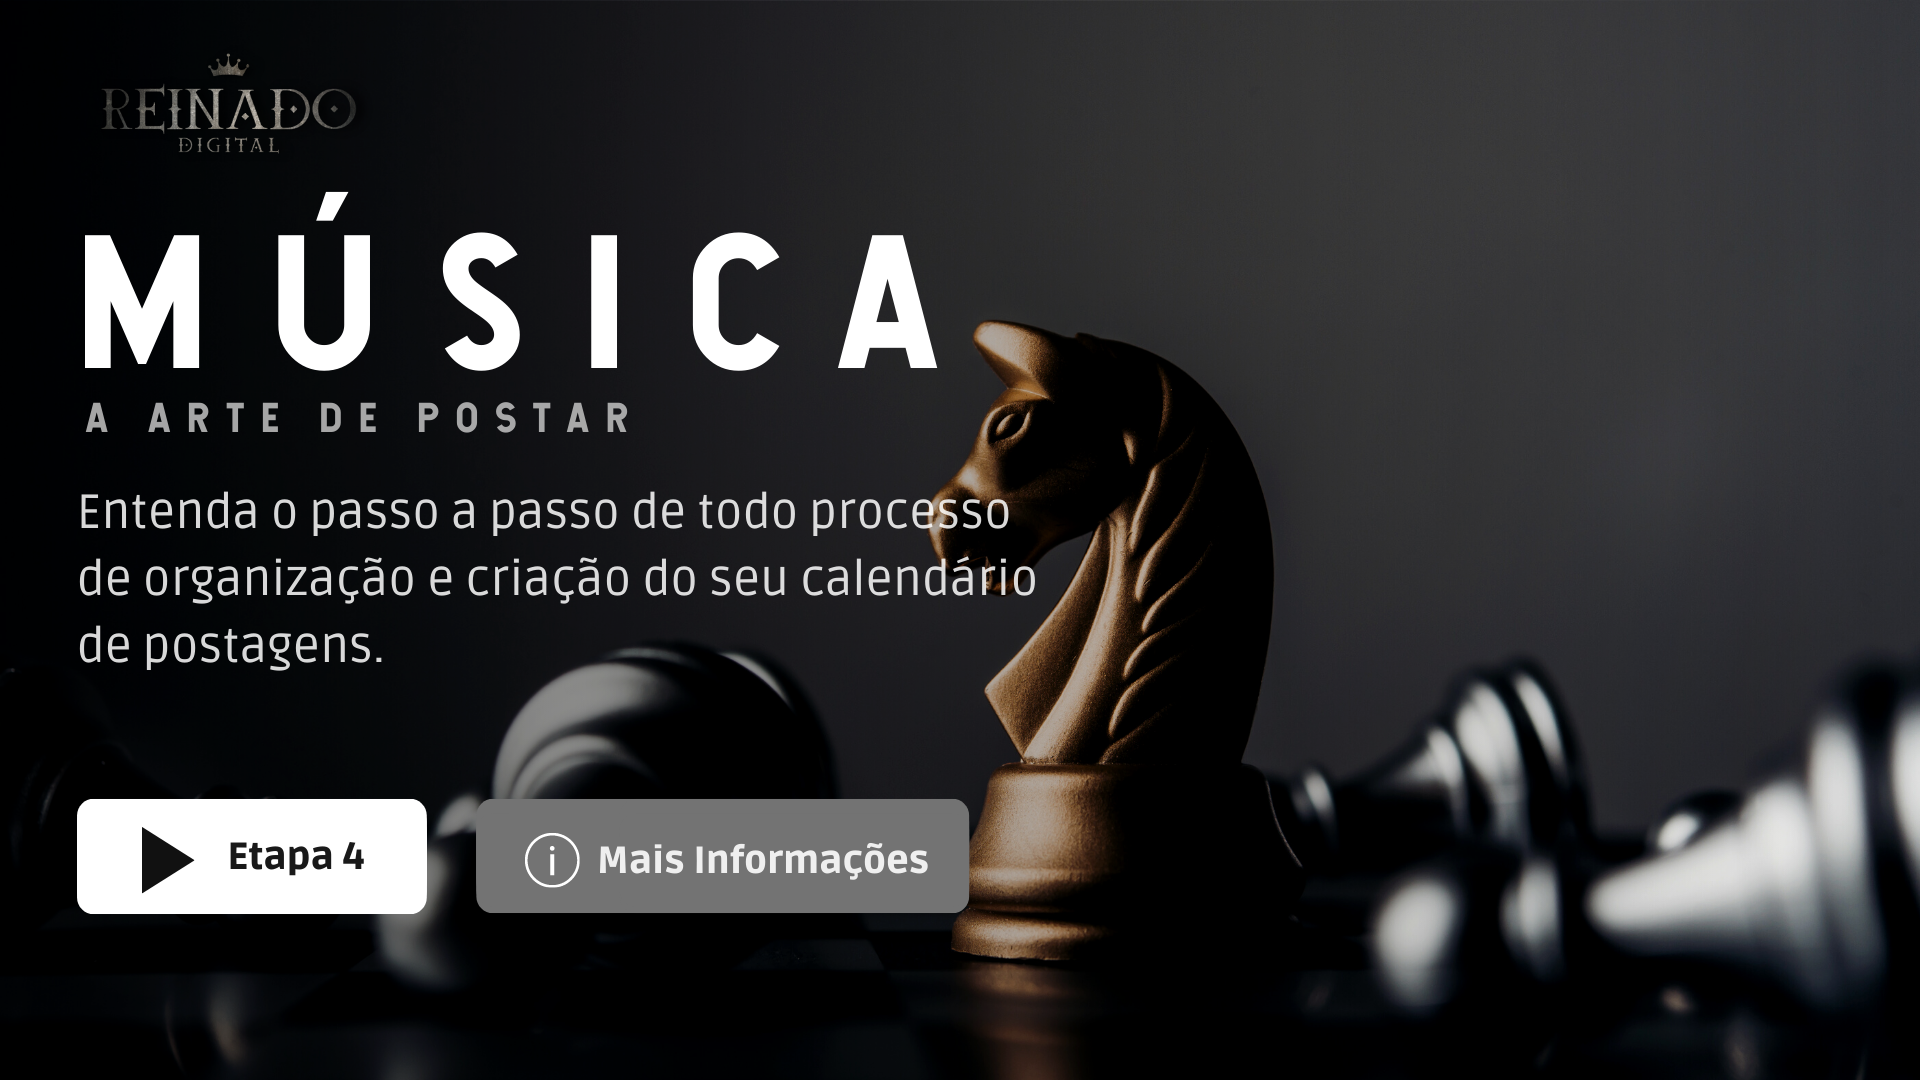 REINADO
DIGITAL
MÚSICA
A ARTE DE POSTAR
Entenda o passo a passo de todo processo
de organização e criação do seu calendário
de postagens.
Etapa 4
Mais Informações